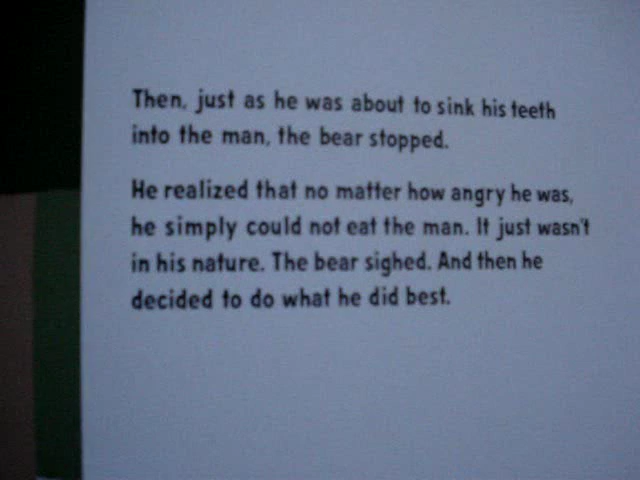 Then, just as he was about to sink his teeth
into the man, the bear stopped.
He realized that no matter how angry he was,
he simply could not eat the man. It just wasn't
in his nature. The bear sighed. And then he
decided to do what he did best.